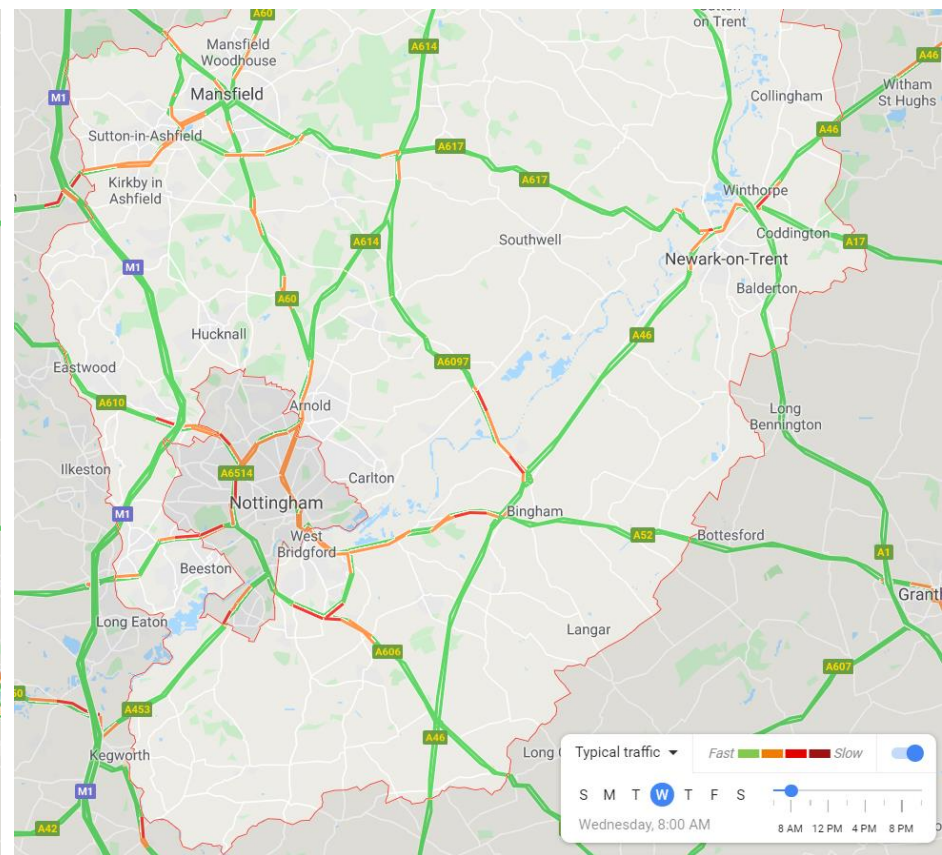 on Trent
A60
Mansfield
Woodhouse
A614
A46
M1
Mansfield
Collingham
Witham
St Hughs
Sutton-in-Ashfield
A46
A617
A617
Kirkby in
Ashfield
Winthorpe
A614
Southwell
Coddington
A17
M1
Newark-on-Trent
Balderton
A60
Hucknall
A46
Eastwood
A6097
A610
Arnold
Long
Bennington
Ilkeston
A6514
Carlton
Nottingham
M1
Bingham
West
Bridgford
A52
Bottesford
A1
Beeston
Grant
Long Eaton
Langar
A606
A607
50
A453
A46
Kegworth
Long
M1
A42
Typical traffic
Fast
Slow
S M T W T F S
Wednesday, 8:00 AM
8 AM 12 PM 4 PM 8 PM